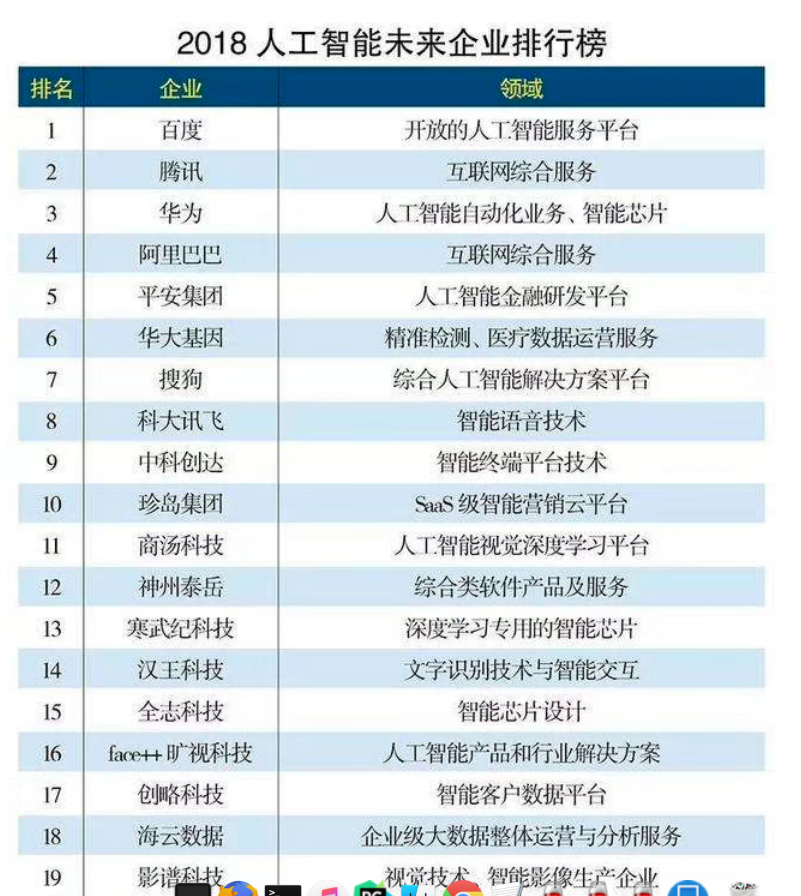 2018 人工智能未来企业排行榜
排名 企业 领域
1 百度 开放的人工智能服务平台
2 腾讯 互联网综合服务
3 华为 人工智能自动化业务、智能芯片
4 阿里巴巴 互联网综合服务
5 平安集团 人工智能金融研发平台
6 华大基因 精准检测、医疗数据运营服务
7 搜狗 综合人工智能解决方案平台
8 科大讯飞 智能语音技术
9 中科创达 智能终端平台技术
10 珍岛集团 SaaS 级智能营销云平台
11 商汤科技 人工智能视觉深度学习平台
12 神州泰岳 综合类软件产品及服务
13 寒武纪科技 深度学习专用的智能芯片
14 汉王科技 文字识别技术与智能交互
15 全志科技 智能芯片设计
16 face++ 旷视科技 人工智能产品和行业解决方案
17 创略科技 智能客户数据平台
18 海云数据 企业级大数据整体运营与分析服务
19 影谱科技 视觉技术、智能影像生产企业